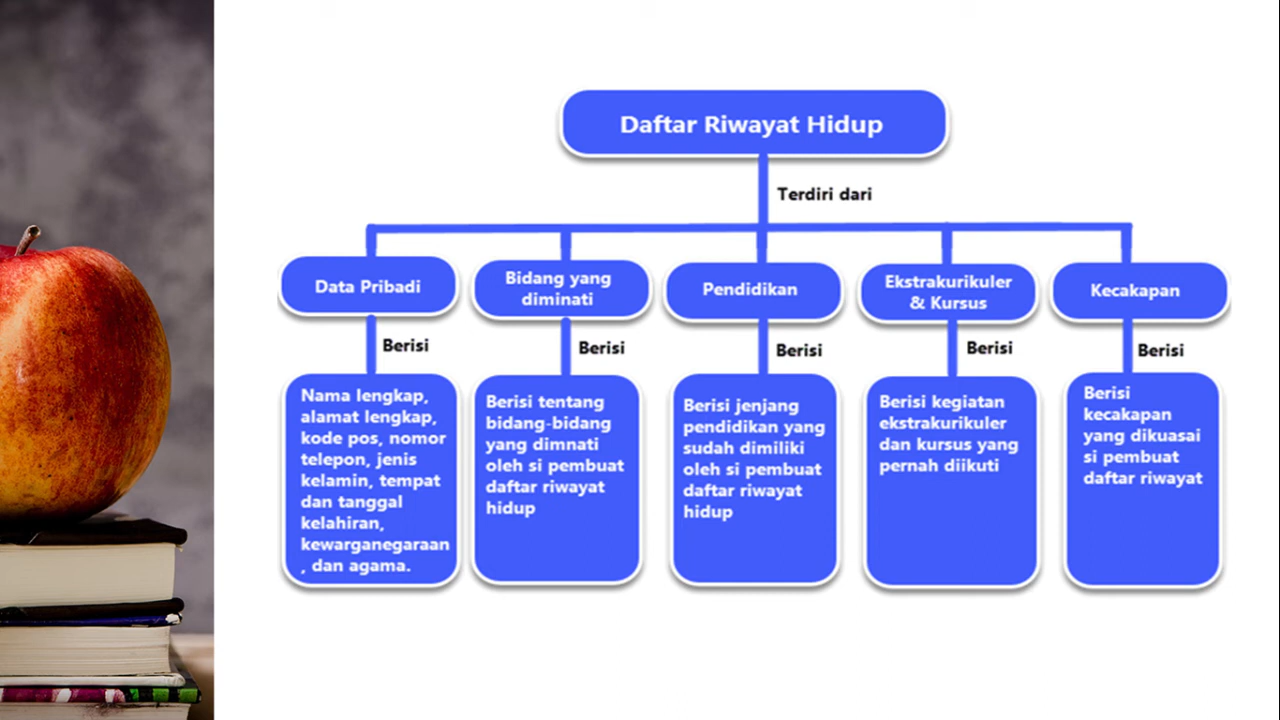 Daftar Riwayat Hidup
Terdiri dari
Data Pribadi
Bidang yang
diminati
Pendidikan
Ekstrakurikuler
& Kursus
Kecakapan
Berisi
Berisi
Berisi
Berisi
Berisi
Nama lengkap,
alamat lengkap,
kode pos, nomor
telepon, jenis
kelamin, tempat
dan tanggal
kelahiran,
kewarganegaraan
, dan agama.
Berisi tentang
bidang-bidang
yang dimnati
oleh si pembuat
daftar riwayat
hidup
Berisi jenjang
pendidikan yang
sudah dimiliki
oleh si pembuat
daftar riwayat
hidup
Berisi kegiatan
ekstrakurikuler
dan kursus yang
pernah diikuti
Berisi
kecakapan
yang dikuasai
si pembuat
daftar riwayat